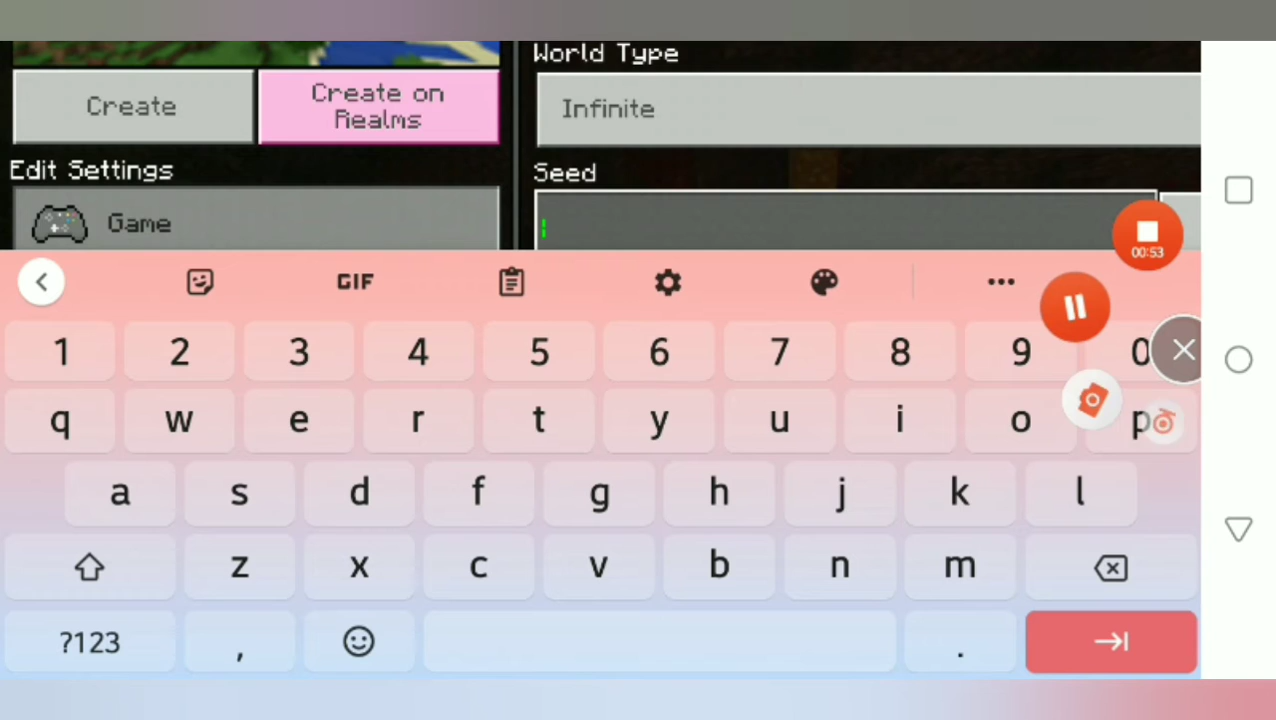 World Type
Create
Create on
Realms
Infinite
Edit Settings
Seed
Game
00:53
GIF
1 2 3 4 5 6 7 8 9 0
q w e r t y u i o p
a s d f g h j k l
z x c v b n m
?123 , .